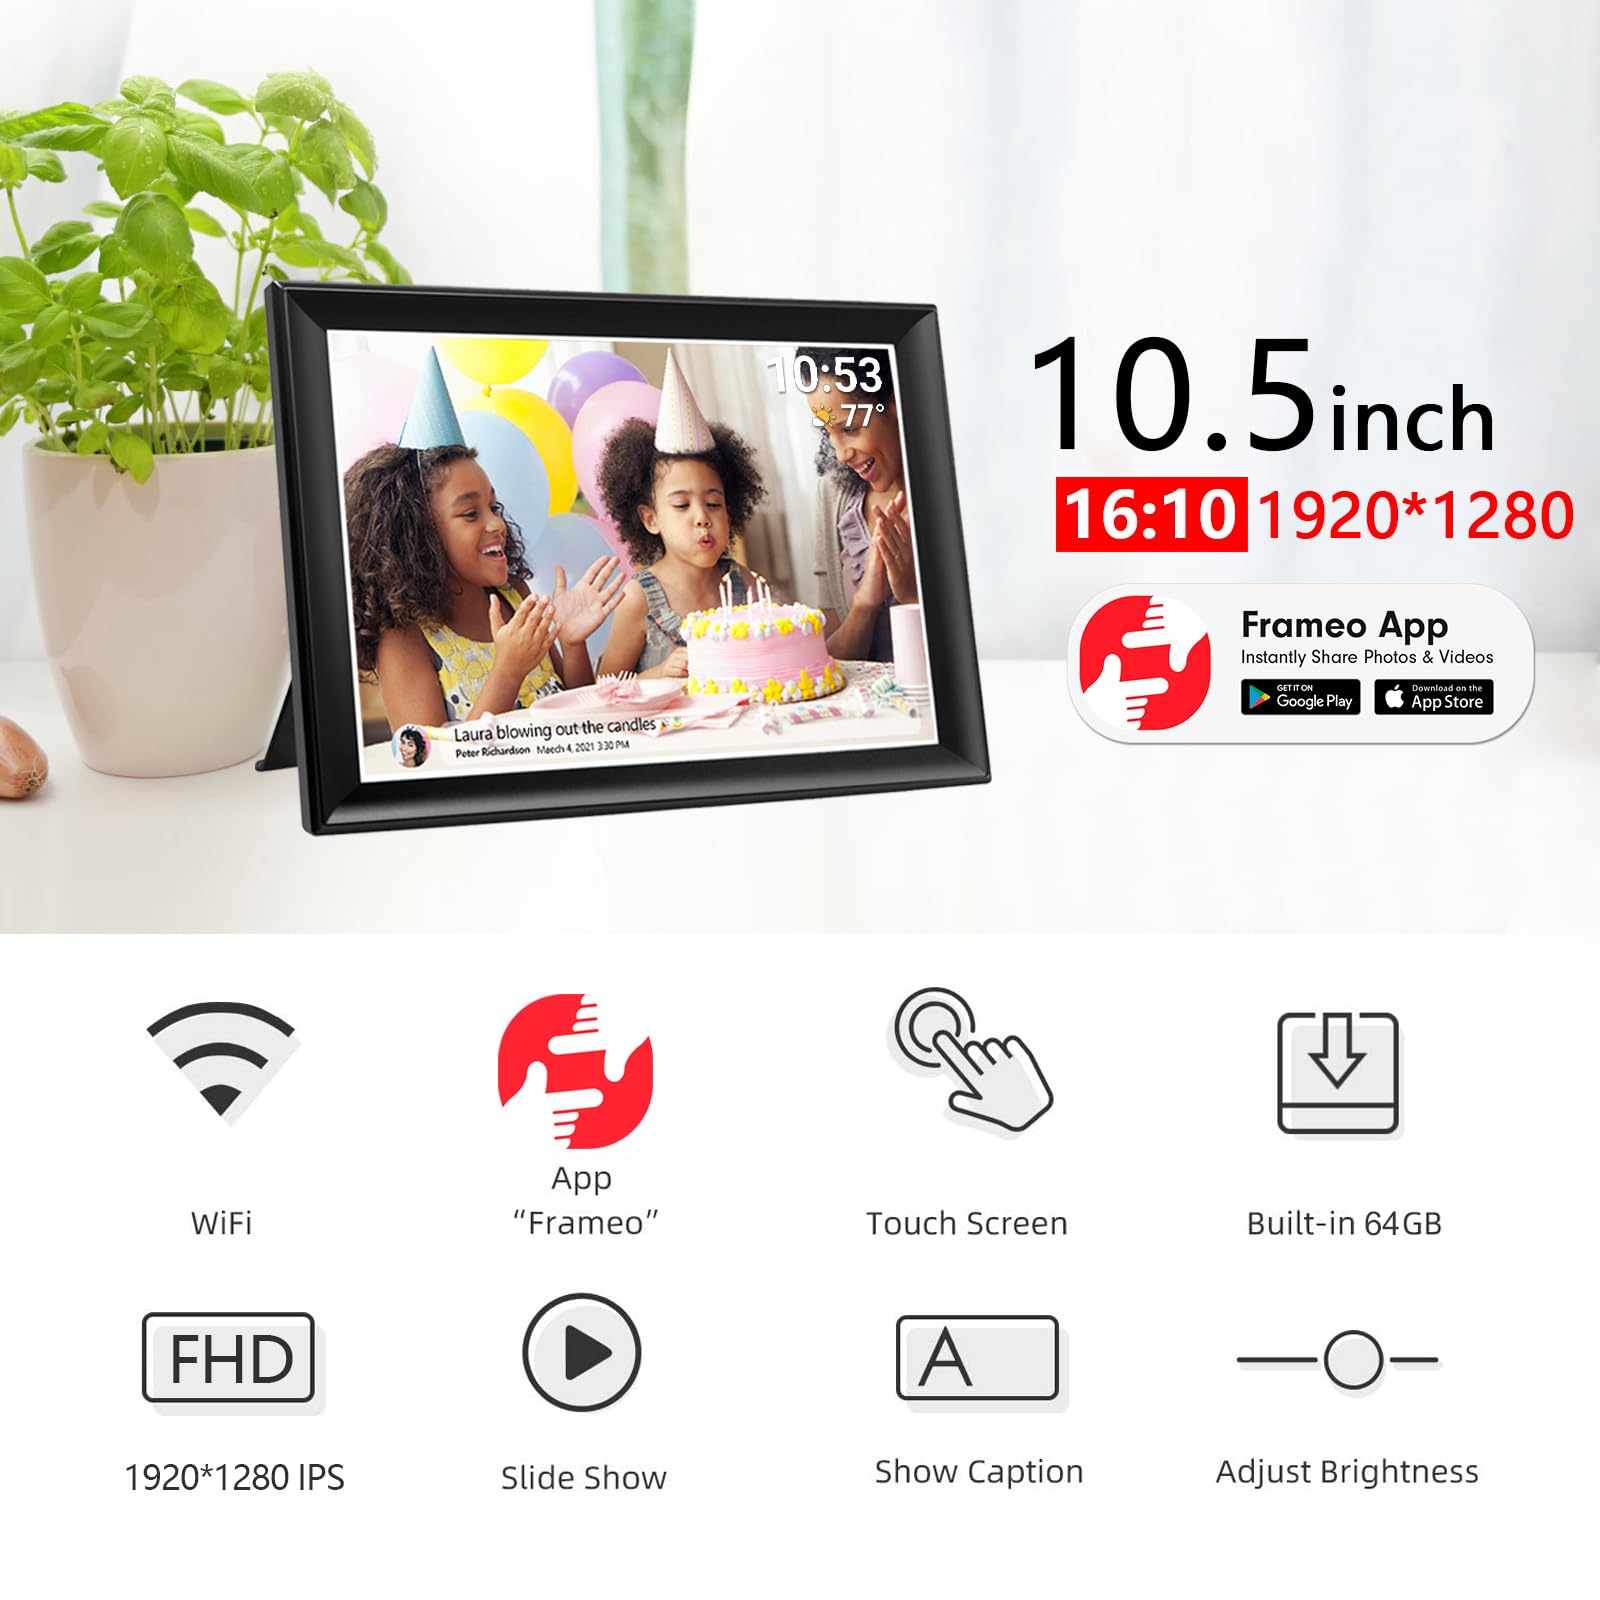 10:53
77°
Laura blowing out the candles
Peter Richardson March 4, 2021 3:30 PM
10.5inch
16:10 1920*1280
Frameo App
Instantly Share Photos & Videos
GET IT ON
Google Play
Download on the
App Store
WiFi
App
“Frameo”
Touch Screen
Built-in 64GB
FHD
A
1920*1280 IPS
Slide Show
Show Caption
Adjust Brightness